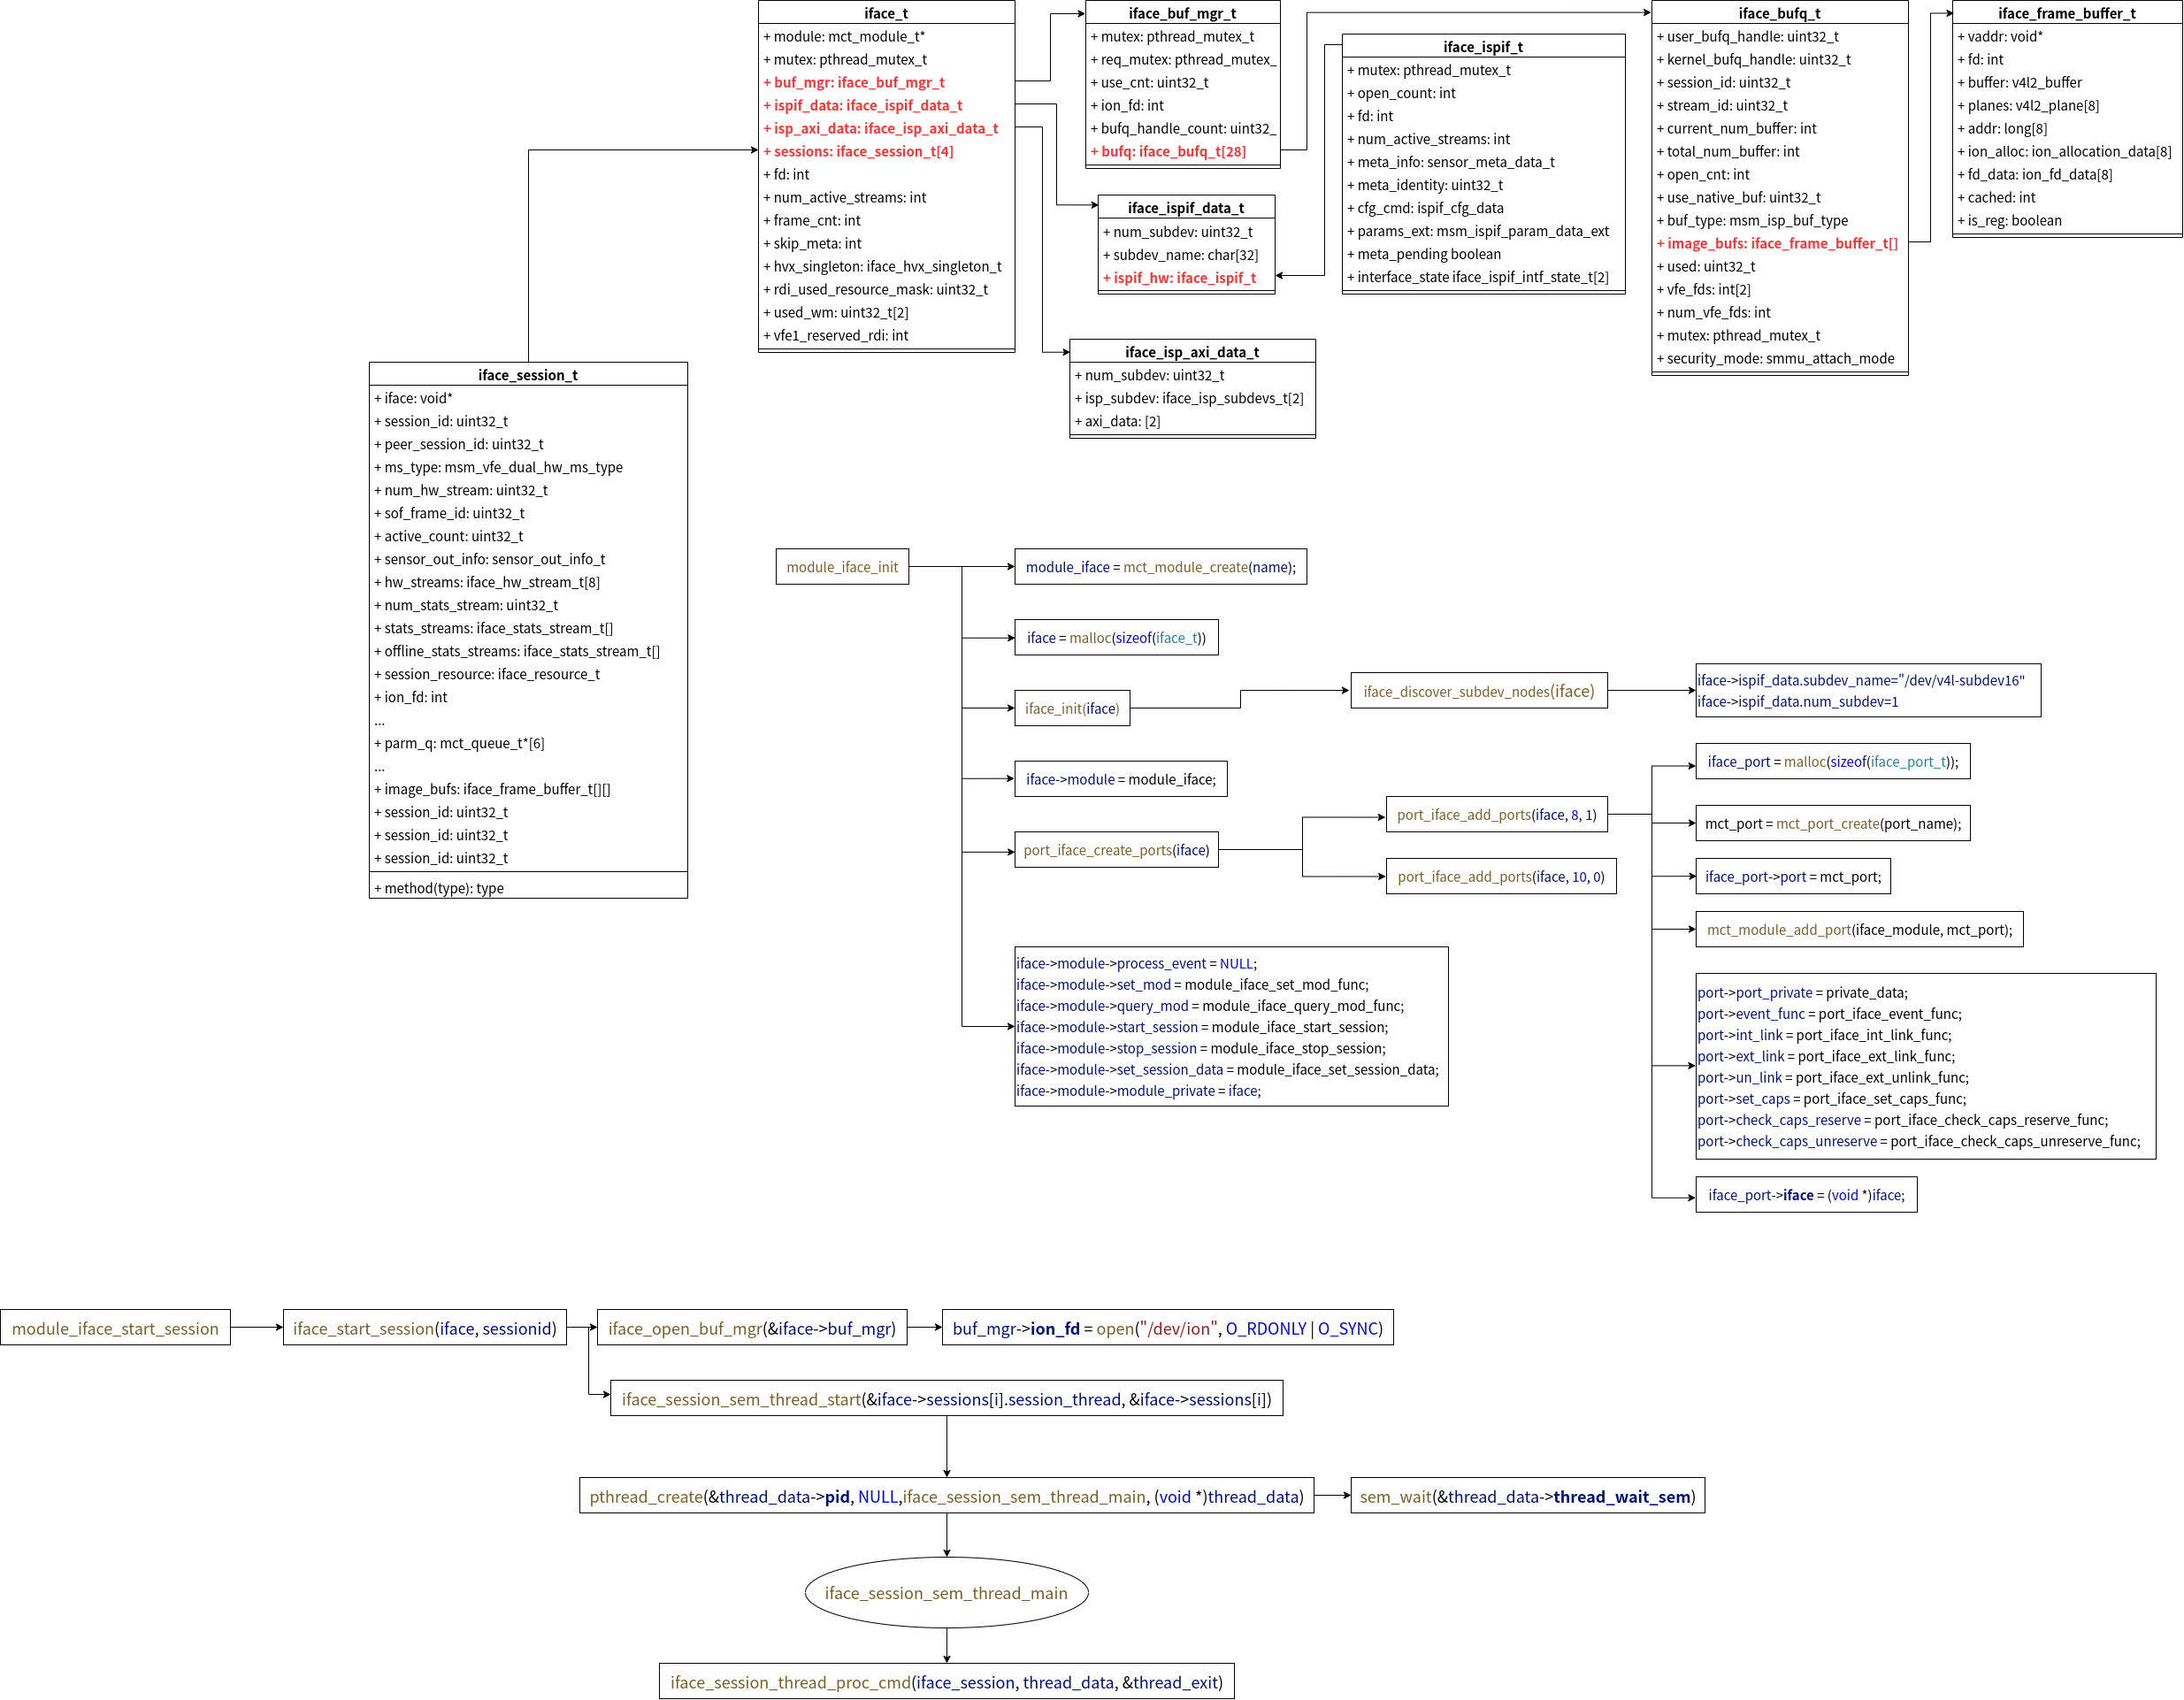 iface_t
+ module: mct_module_t*
+ mutex: pthread_mutex_t
+ buf_mgr: iface_buf_mgr_t
+ ispif_data: iface_ispif_data_t
+ isp_axi_data: iface_isp_axi_data_t
+ sessions: iface_session_t[4]
+ fd: int
+ num_active_streams: int
+ frame_cnt: int
+ skip_meta: int
+ hvx_singleton: iface_hvx_singleton_t
+ rdi_used_resource_mask: uint32_t
+ used_wm: uint32_t[2]
+ vfe1_reserved_rdi: int
iface_buf_mgr_t
+ mutex: pthread_mutex_t
+ req_mutex: pthread_mutex_
+ use_cnt: uint32_t
+ ion_fd: int
+ bufq_handle_count: uint32_
+ bufq: iface_bufq_t[28]
iface_ispif_t
+ mutex: pthread_mutex_t
+ open_count: int
+ fd: int
+ num_active_streams: int
+ meta_info: sensor_meta_data_t
+ meta_identity: uint32_t
+ cfg_cmd: ispif_cfg_data
+ params_ext: msm_ispif_param_data_ext
+ meta_pending boolean
+ interface_state iface_ispif_intf_state_t[2]
iface_bufq_t
+ user_bufq_handle: uint32_t
+ kernel_bufq_handle: uint32_t
+ session_id: uint32_t
+ stream_id: uint32_t
+ current_num_buffer: int
+ total_num_buffer: int
+ open_cnt: int
+ use_native_buf: uint32_t
+ buf_type: msm_isp_buf_type
+ image_bufs: iface_frame_buffer_t[]
+ used: uint32_t
+ vfe_fds: int[2]
+ num_vfe_fds: int
+ mutex: pthread_mutex_t
+ security_mode: smmu_attach_mode
iface_frame_buffer_t
+ vaddr: void*
+ fd: int
+ buffer: v4l2_buffer
+ planes: v4l2_plane[8]
+ addr: long[8]
+ ion_alloc: ion_allocation_data[8]
+ fd_data: ion_fd_data[8]
+ cached: int
+ is_reg: boolean
iface_ispif_data_t
+ num_subdev: uint32_t
+ subdev_name: char[32]
+ ispif_hw: iface_ispif_t
iface_isp_axi_data_t
+ num_subdev: uint32_t
+ isp_subdev: iface_isp_subdevs_t[2]
+ axi_data: [2]
iface_session_t
+ iface: void*
+ session_id: uint32_t
+ peer_session_id: uint32_t
+ ms_type: msm_vfe_dual_hw_ms_type
+ num_hw_stream: uint32_t
+ sof_frame_id: uint32_t
+ active_count: uint32_t
+ sensor_out_info: sensor_out_info_t
+ hw_streams: iface_hw_stream_t[8]
+ num_stats_stream: uint32_t
+ stats_streams: iface_stats_stream_t[]
+ offline_stats_streams: iface_stats_stream_t[]
+ session_resource: iface_resource_t
+ ion_fd: int
...
+ parm_q: mct_queue_t*[6]
...
+ image_bufs: iface_frame_buffer_t[][]
+ session_id: uint32_t
+ session_id: uint32_t
+ session_id: uint32_t
+ method(type): type
module_iface_init
module_iface = mct_module_create(name);
iface = malloc(sizeof(iface_t))
iface_init(iface)
iface_discover_subdev_nodes(iface)
iface->ispif_data.subdev_name="/dev/v4l-subdev16"
iface->ispif_data.num_subdev=1
iface->module = module_iface;
port_iface_create_ports(iface)
port_iface_add_ports(iface, 8, 1)
port_iface_add_ports(iface, 10, 0)
iface_port = malloc(sizeof(iface_port_t));
mct_port = mct_port_create(port_name);
iface_port->port = mct_port;
mct_module_add_port(iface_module, mct_port);
port->port_private = private_data;
port->event_func = port_iface_event_func;
port->int_link = port_iface_int_link_func;
port->ext_link = port_iface_ext_link_func;
port->un_link = port_iface_ext_unlink_func;
port->set_caps = port_iface_set_caps_func;
port->check_caps_reserve = port_iface_check_caps_reserve_func;
port->check_caps_unreserve = port_iface_check_caps_unreserve_func;
iface_port->iface = (void *)iface;
iface->module->process_event = NULL;
iface->module->set_mod = module_iface_set_mod_func;
iface->module->query_mod = module_iface_query_mod_func;
iface->module->start_session = module_iface_start_session;
iface->module->stop_session = module_iface_stop_session;
iface->module->set_session_data = module_iface_set_session_data;
iface->module->module_private = iface;
module_iface_start_session
iface_start_session(iface, sessionid)
iface_open_buf_mgr(&iface->buf_mgr)
buf_mgr->ion_fd = open("/dev/ion", O_RDONLY | O_SYNC)
iface_session_sem_thread_start(&iface->sessions[i].session_thread, &iface->sessions[i])
pthread_create(&thread_data->pid, NULL,iface_session_sem_thread_main, (void *)thread_data)
sem_wait(&thread_data->thread_wait_sem)
iface_session_sem_thread_main
iface_session_thread_proc_cmd(iface_session, thread_data, &thread_exit)